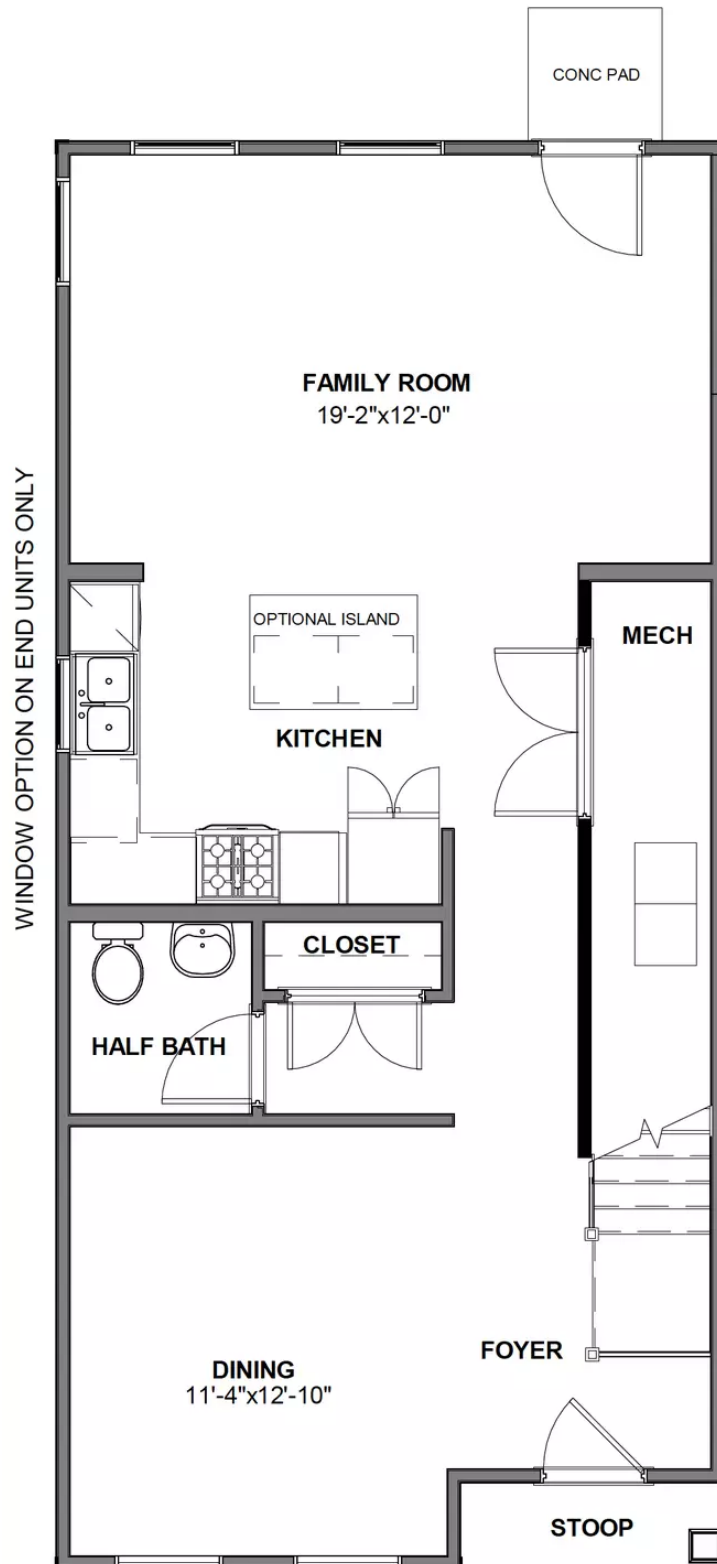 CONC PAD
FAMILY ROOM
19'-2"x12'-0"
WINDOW OPTION ON END UNITS ONLY
OPTIONAL ISLAND
MECH
KITCHEN
CLOSET
HALF BATH
FOYER
DINING
11'-4"x12'-10"
STOOP